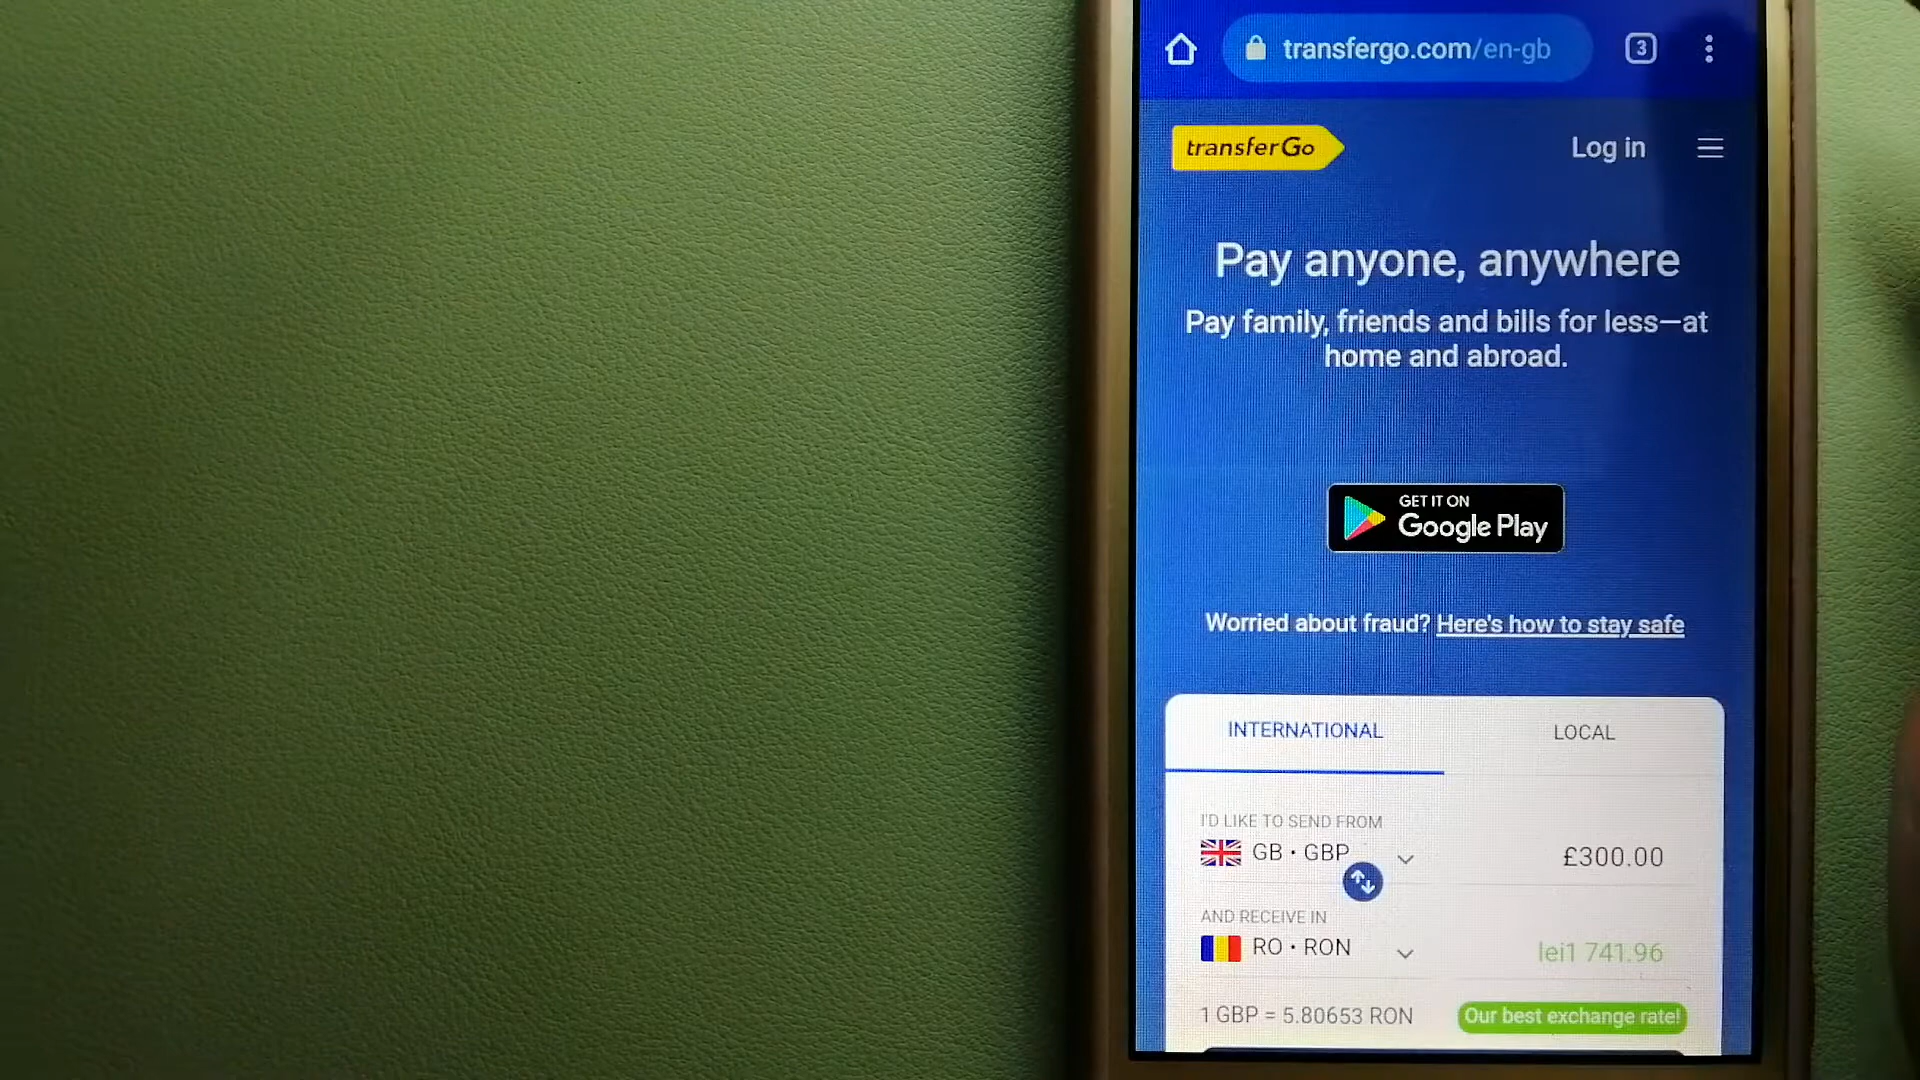 transfergo.com/en-gb
3
transferGo
Log in
Pay anyone, anywhere
Pay family, friends and bills for less—at
home and abroad.
GET IT ON
Google Play
Worried about fraud? Here's how to stay safe
INTERNATIONAL
LOCAL
I'D LIKE TO SEND FROM
GB • GBP
£300.00
AND RECEIVE IN
RO • RON
lei1 741.96
1 GBP = 5.80653 RON
Our best exchange rate!